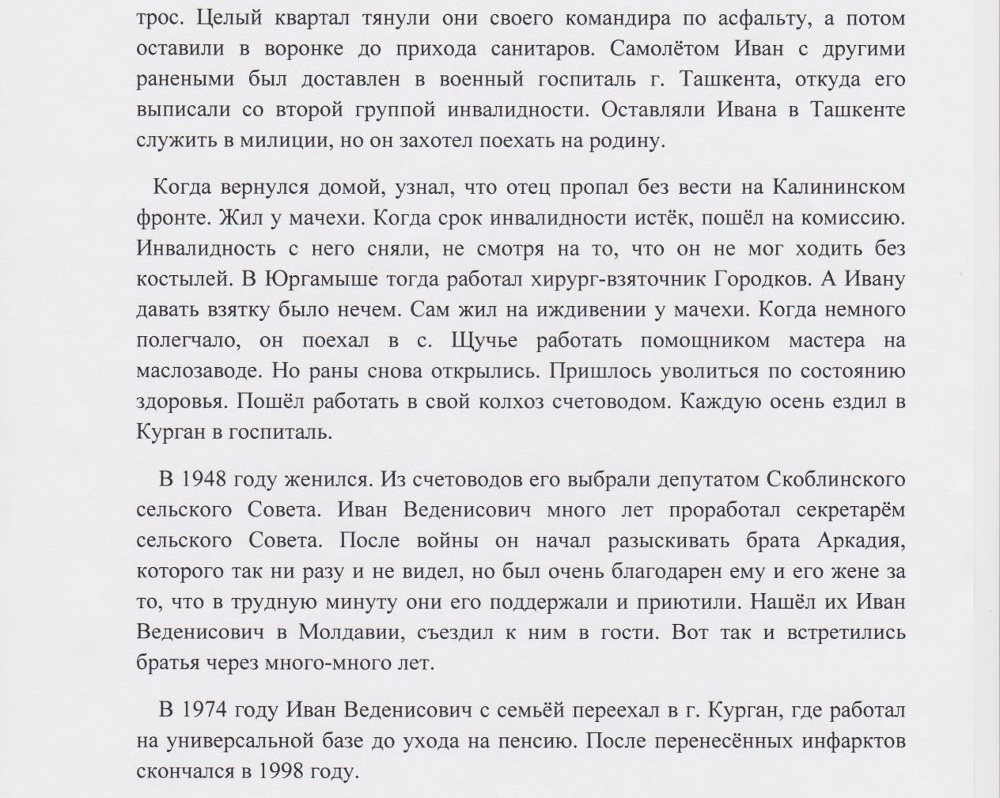 трос. Целый квартал тянули они своего командира по асфальту, а потом
оставили в воронке до прихода санитаров. Самолётом Иван с другими
ранеными был доставлен в военный госпиталь г. Ташкента, откуда его
выписали со второй группой инвалидности. Оставляли Ивана в Ташкенте
служить в милиции, но он захотел поехать на родину.
Когда вернулся домой, узнал, что отец пропал без вести на Калининском
фронте. Жил у мачехи. Когда срок инвалидности истёк, пошёл на комиссию.
Инвалидность с него сняли, не смотря на то, что он не мог ходить без
костылей. В Юргамыше тогда работал хирург-взяточник Городков. А Ивану
давать взятку было нечем. Сам жил на иждивении у мачехи. Когда немного
полегчало, он поехал в с. Щучье работать помощником мастера на
маслозаводе. Но раны снова открылись. Пришлось уволиться по состоянию
здоровья. Пошёл работать в свой колхоз счетоводом. Каждую осень ездил в
Курган в госпиталь.
В 1948 году женился. Из счетоводов его выбрали депутатом Скоблинского
сельского Совета. Иван Веденисович много лет проработал секретарём
сельского Совета. После войны он начал разыскивать брата Аркадия,
которого так ни разу и не видел, но был очень благодарен ему и его жене за
то, что в трудную минуту они его поддержали и приютили. Нашёл их Иван
Веденисович в Молдавии, съездил к ним в гости. Вот так и встретились
братья через много-много лет.
В 1974 году Иван Веденисович с семьёй переехал в г. Курган, где работал
на универсальной базе до ухода на пенсию. После перенесённых инфарктов
скончался в 1998 году.